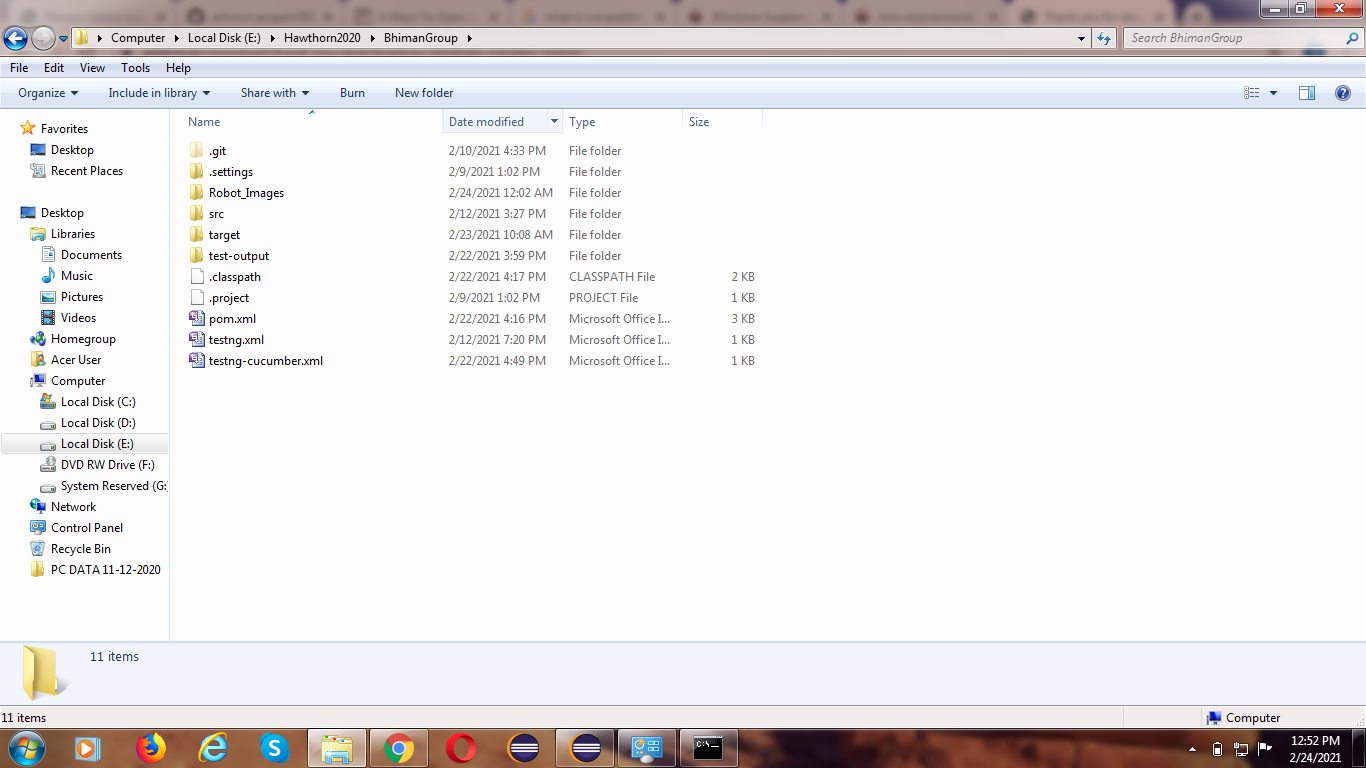 Computer Local Disk (E:) Hawthorn2020 BhimanGroup
Search BhimanGroup
File Edit View Tools Help
Organize Include in library Share with Burn New folder
Favorites
Desktop
Recent Places
Desktop
Libraries
Documents
Music
Pictures
Videos
Homegroup
Acer User
Computer
Local Disk (C:)
Local Disk (D:)
Local Disk (E:)
DVD RW Drive (F:)
System Reserved (G:
Network
Control Panel
Recycle Bin
PC DATA 11-12-2020
Name Date modified Type Size
.git 2/10/2021 4:33 PM File folder
.settings 2/9/2021 1:02 PM File folder
Robot_Images 2/24/2021 12:02 AM File folder
src 2/12/2021 3:27 PM File folder
target 2/23/2021 10:08 AM File folder
test-output 2/22/2021 3:59 PM File folder
.classpath 2/22/2021 4:17 PM CLASSPATH File 2 KB
.project 2/9/2021 1:02 PM PROJECT File 1 KB
pom.xml 2/22/2021 4:16 PM Microsoft Office I... 3 KB
testng.xml 2/12/2021 7:20 PM Microsoft Office I... 1 KB
testng-cucumber.xml 2/22/2021 4:49 PM Microsoft Office I... 1 KB
11 items
11 items
Computer
C:\
12:52 PM
2/24/2021